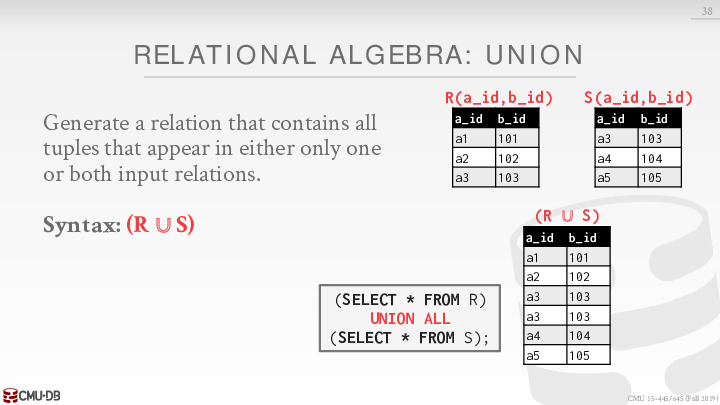 38
RELATIONAL ALGEBRA: UNION
Generate a relation that contains all
tuples that appear in either only one
or both input relations.
Syntax: (R ∪ S)
R(a_id,b_id)
a_id b_id
a1 101
a2 102
a3 103
S(a_id,b_id)
a_id b_id
a3 103
a4 104
a5 105
(R ∪ S)
a_id b_id
a1 101
a2 102
a3 103
a3 103
a4 104
a5 105
(SELECT * FROM R)
UNION ALL
(SELECT * FROM S);
CMU·DB
CMU 15-445/645 (Fall 2019)